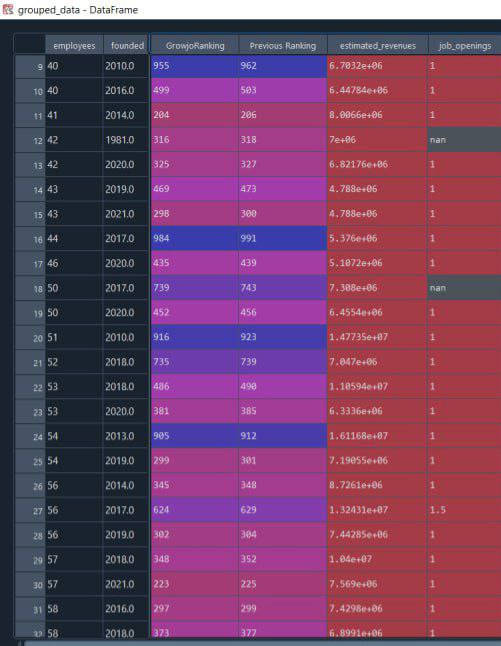 grouped_data - DataFrame
employees founded GrowjoRanking Previous Ranking estimated_revenues job_openings
9 40 2010.0 955 962 6.7032e+06 1
10 40 2016.0 499 503 6.44784e+06 1
11 41 2014.0 204 206 8.0066e+06 1
12 42 1981.0 316 318 7e+06 nan
13 42 2020.0 325 327 6.82176e+06 1
14 43 2019.0 469 473 4.788e+06 1
15 43 2021.0 298 300 4.788e+06 1
16 44 2017.0 984 991 5.376e+06 1
17 46 2020.0 435 439 5.1072e+06 1
18 50 2017.0 739 743 7.308e+06 nan
19 50 2020.0 452 456 6.4554e+06 1
20 51 2010.0 916 923 1.47735e+07 1
21 52 2018.0 735 739 7.047e+06 1
22 53 2018.0 486 490 1.10594e+07 1
23 53 2020.0 381 385 6.3336e+06 1
24 54 2013.0 905 912 1.61168e+07 1
25 54 2019.0 299 301 7.19055e+06 1
26 56 2014.0 345 348 8.7261e+06 1
27 56 2017.0 624 629 1.32431e+07 1.5
28 56 2019.0 302 304 7.44285e+06 1
29 57 2018.0 348 352 1.04e+07 1
30 57 2021.0 223 225 7.569e+06 1
31 58 2016.0 297 299 7.4298e+06 1
32 58 2018.0 373 377 6.8991e+06 1